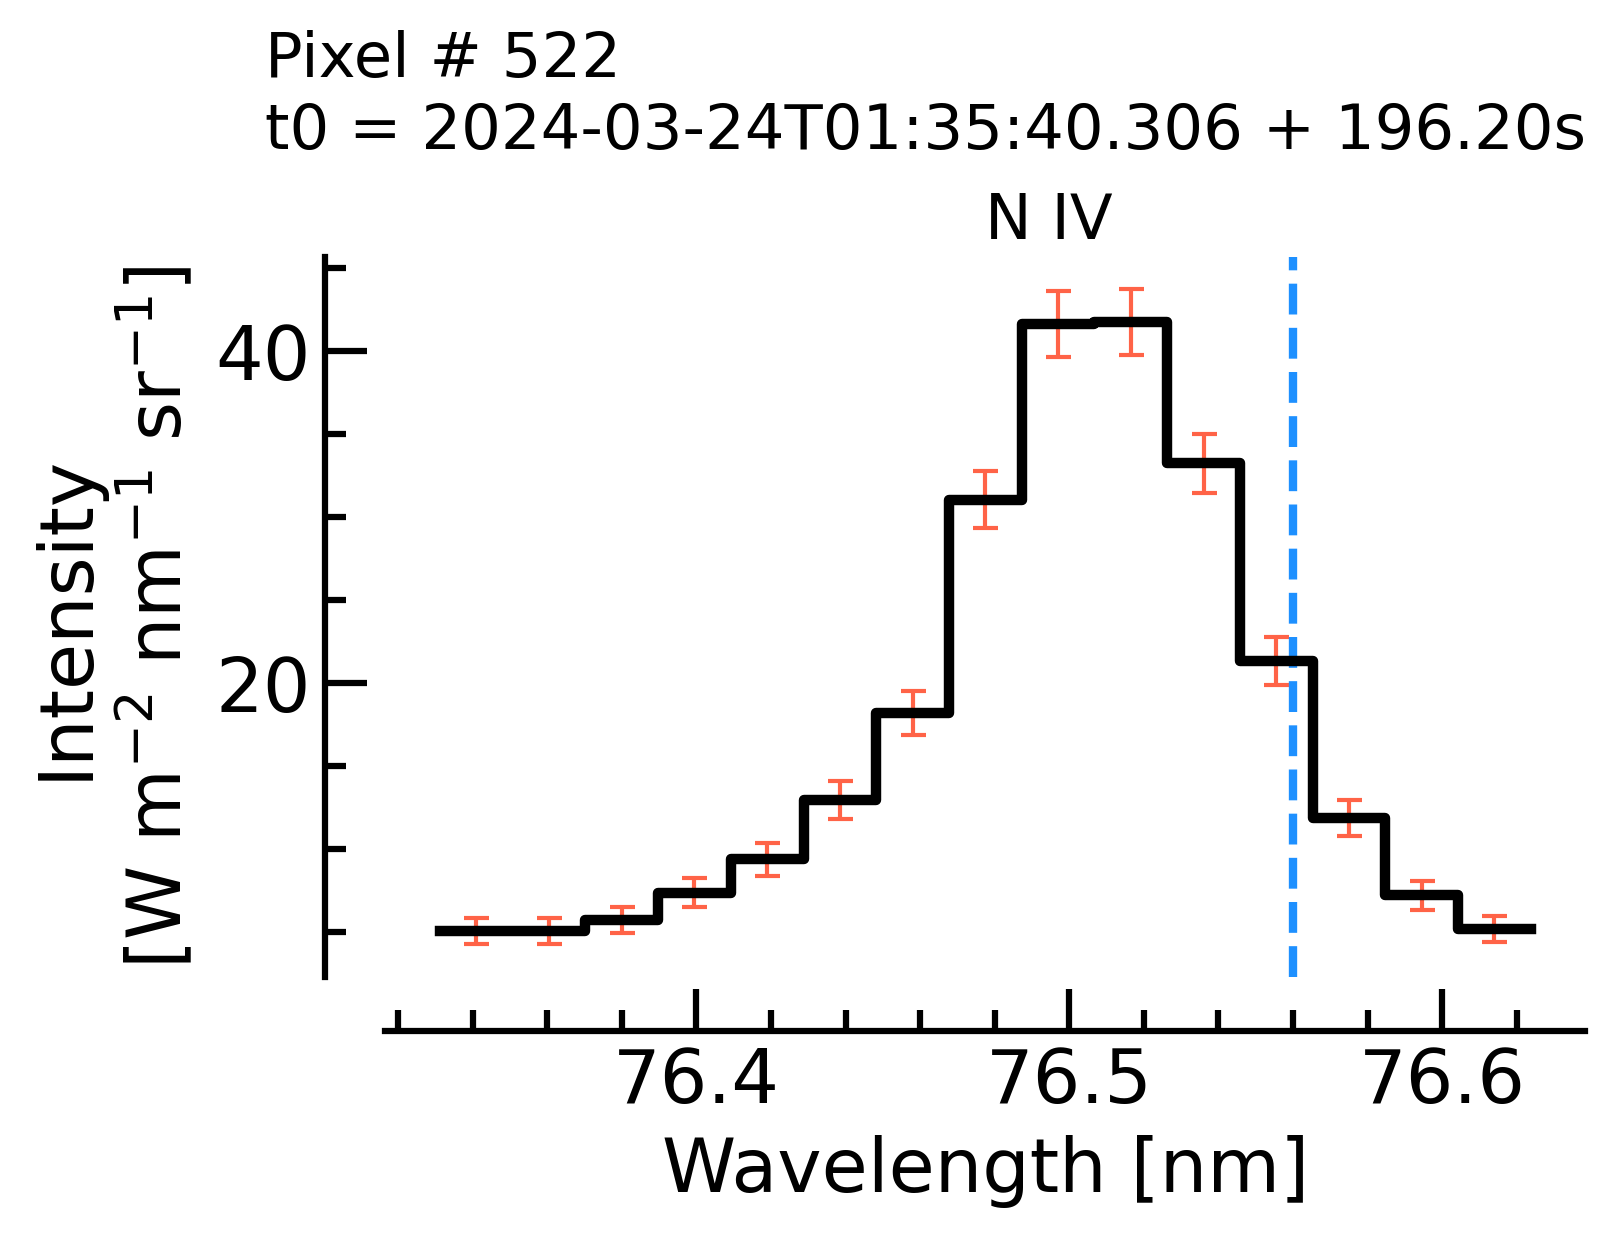 Pixel # 522
t0 = 2024-03-24T01:35:40.306 + 196.20s
N IV
Intensity
[W m⁻² nm⁻¹ sr⁻¹]
40
20
76.4 76.5 76.6
Wavelength [nm]